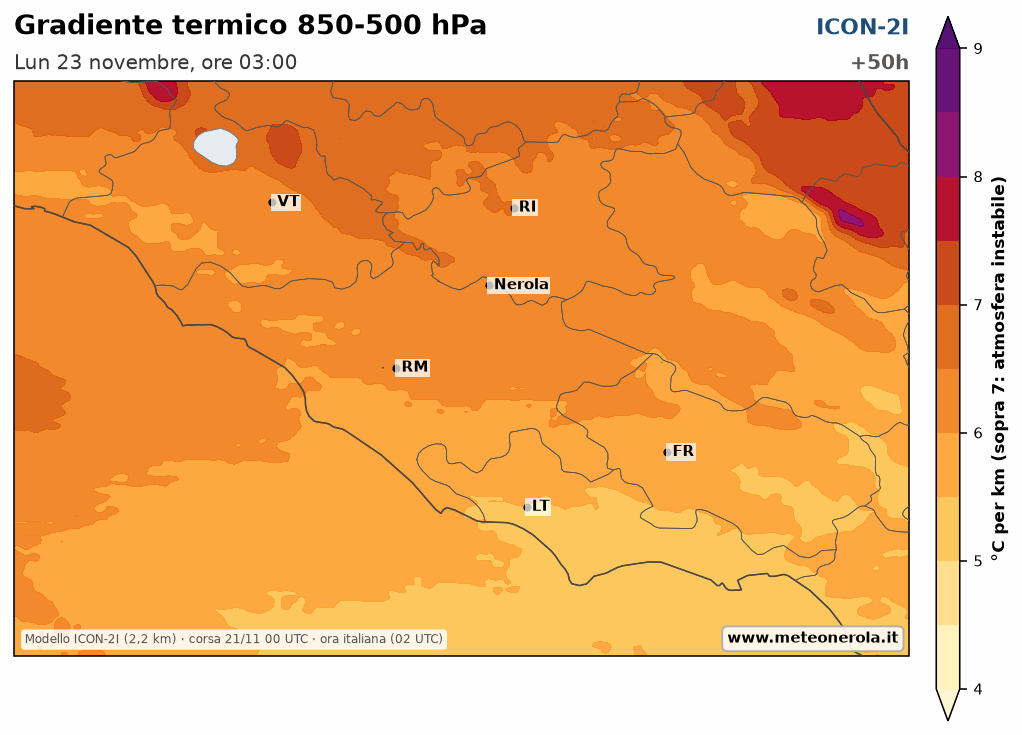 Gradiente termico 850-500 hPa
ICON-2I
Lun 23 novembre, ore 03:00
+50h
VT
RI
Nerola
RM
FR
LT
Modello ICON-2I (2,2 km) · corsa 21/11 00 UTC · ora italiana (02 UTC)
www.meteonerola.it
9
8
7
6
5
4
°C per km (sopra 7: atmosfera instabile)